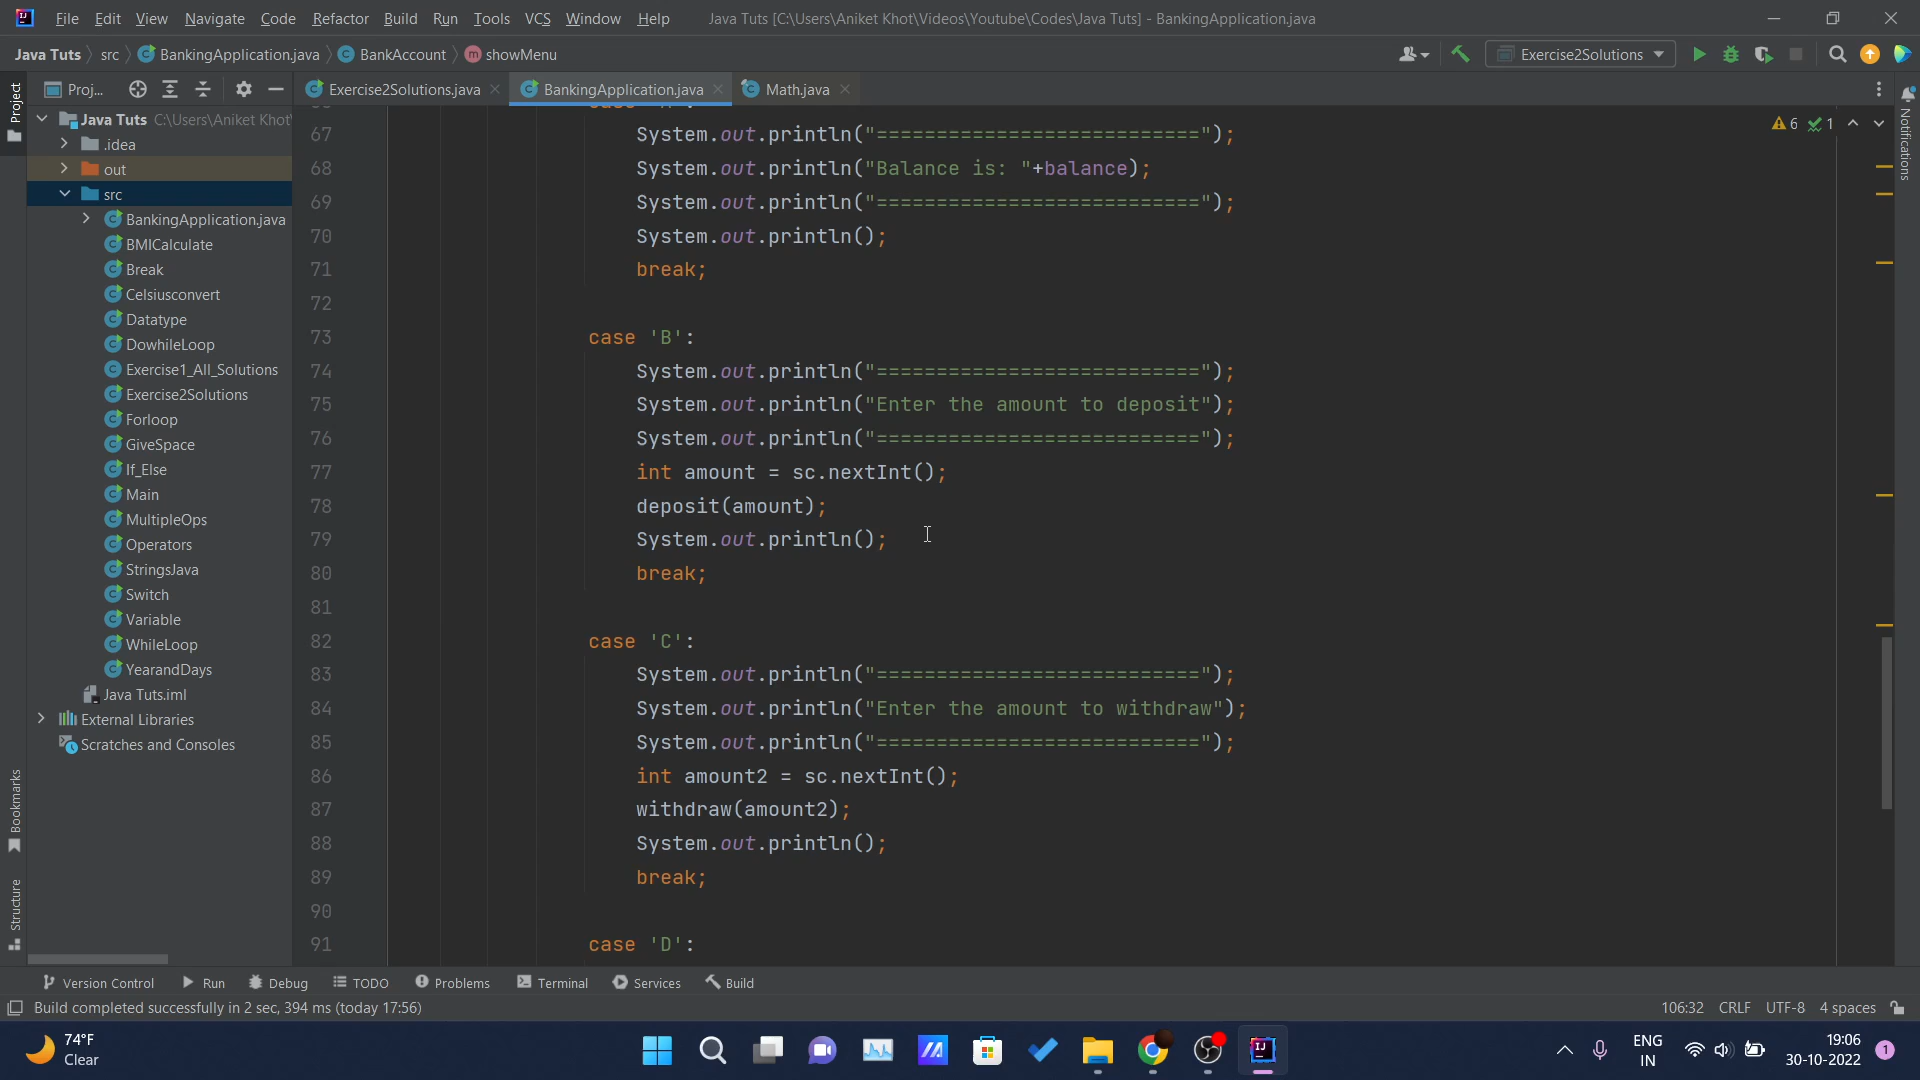 File Edit View Navigate Code Refactor Build Run Tools VCS Window Help Java Tuts [C:\Users\Aniket Khot\Videos\Youtube\Codes\Java Tuts] - BankingApplication.java
Java Tuts src BankingApplication.java BankAccount showMenu Exercise2Solutions
Project
Proj...
Exercise2Solutions.java BankingApplication.java Math.java
Java Tuts C:\Users\Aniket Khot\
.idea
out
src
BankingApplication.java
BMICalculate
Break
Celsiusconvert
Datatype
DowhileLoop
Exercise1_All_Solutions
Exercise2Solutions
Forloop
GiveSpace
If_Else
Main
MultipleOps
Operators
StringsJava
Switch
Variable
WhileLoop
YearandDays
Java Tuts.iml
External Libraries
Scratches and Consoles
Bookmarks
Structure
6 1
Notifications
67 System.out.println("===========================");
68 System.out.println("Balance is: "+balance);
69 System.out.println("===========================");
70 System.out.println();
71 break;
72
73 case 'B':
74 System.out.println("===========================");
75 System.out.println("Enter the amount to deposit");
76 System.out.println("===========================");
77 int amount = sc.nextInt();
78 deposit(amount);
79 System.out.println();
80 break;
81
82 case 'C':
83 System.out.println("===========================");
84 System.out.println("Enter the amount to withdraw");
85 System.out.println("===========================");
86 int amount2 = sc.nextInt();
87 withdraw(amount2);
88 System.out.println();
89 break;
90
91 case 'D':
Version Control Run Debug TODO Problems Terminal Services Build
Build completed successfully in 2 sec, 394 ms (today 17:56) 106:32 CRLF UTF-8 4 spaces
74°F
Clear
ENG
IN
19:06
30-10-2022
1